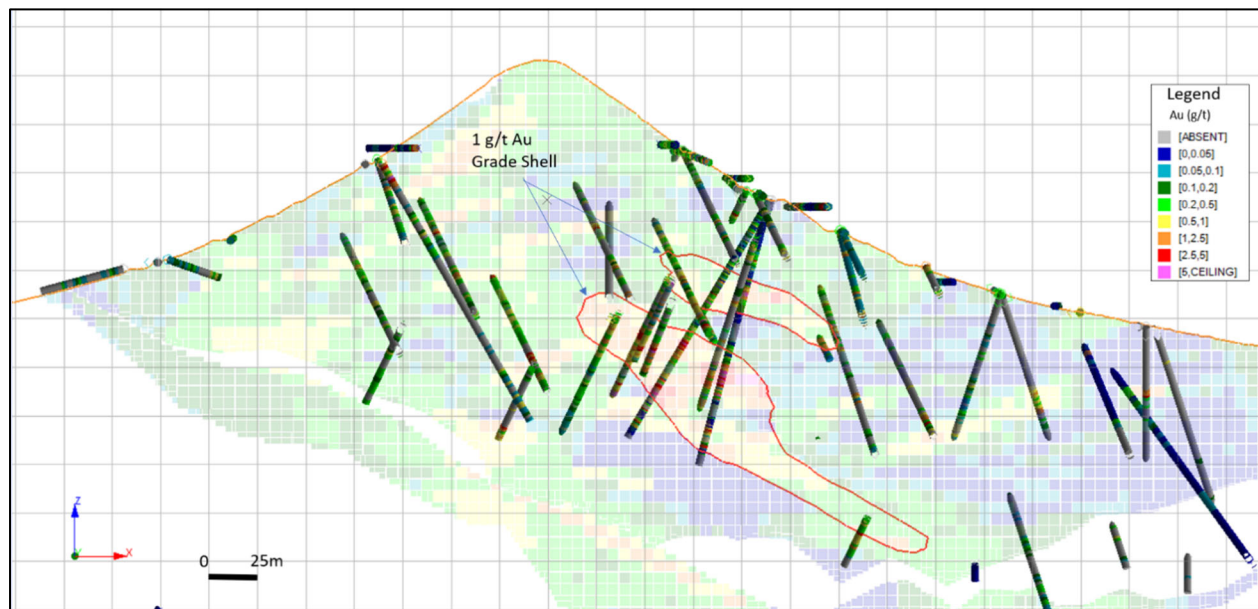 1 g/t Au
Grade Shell
Legend
Au (g/t)
[ABSENT]
[0,0.05]
[0.05,0.1]
[0.1,0.2]
[0.2,0.5]
[0.5,1]
[1,2.5]
[2.5,5]
[5,CEILING]
Z
X
0 25m